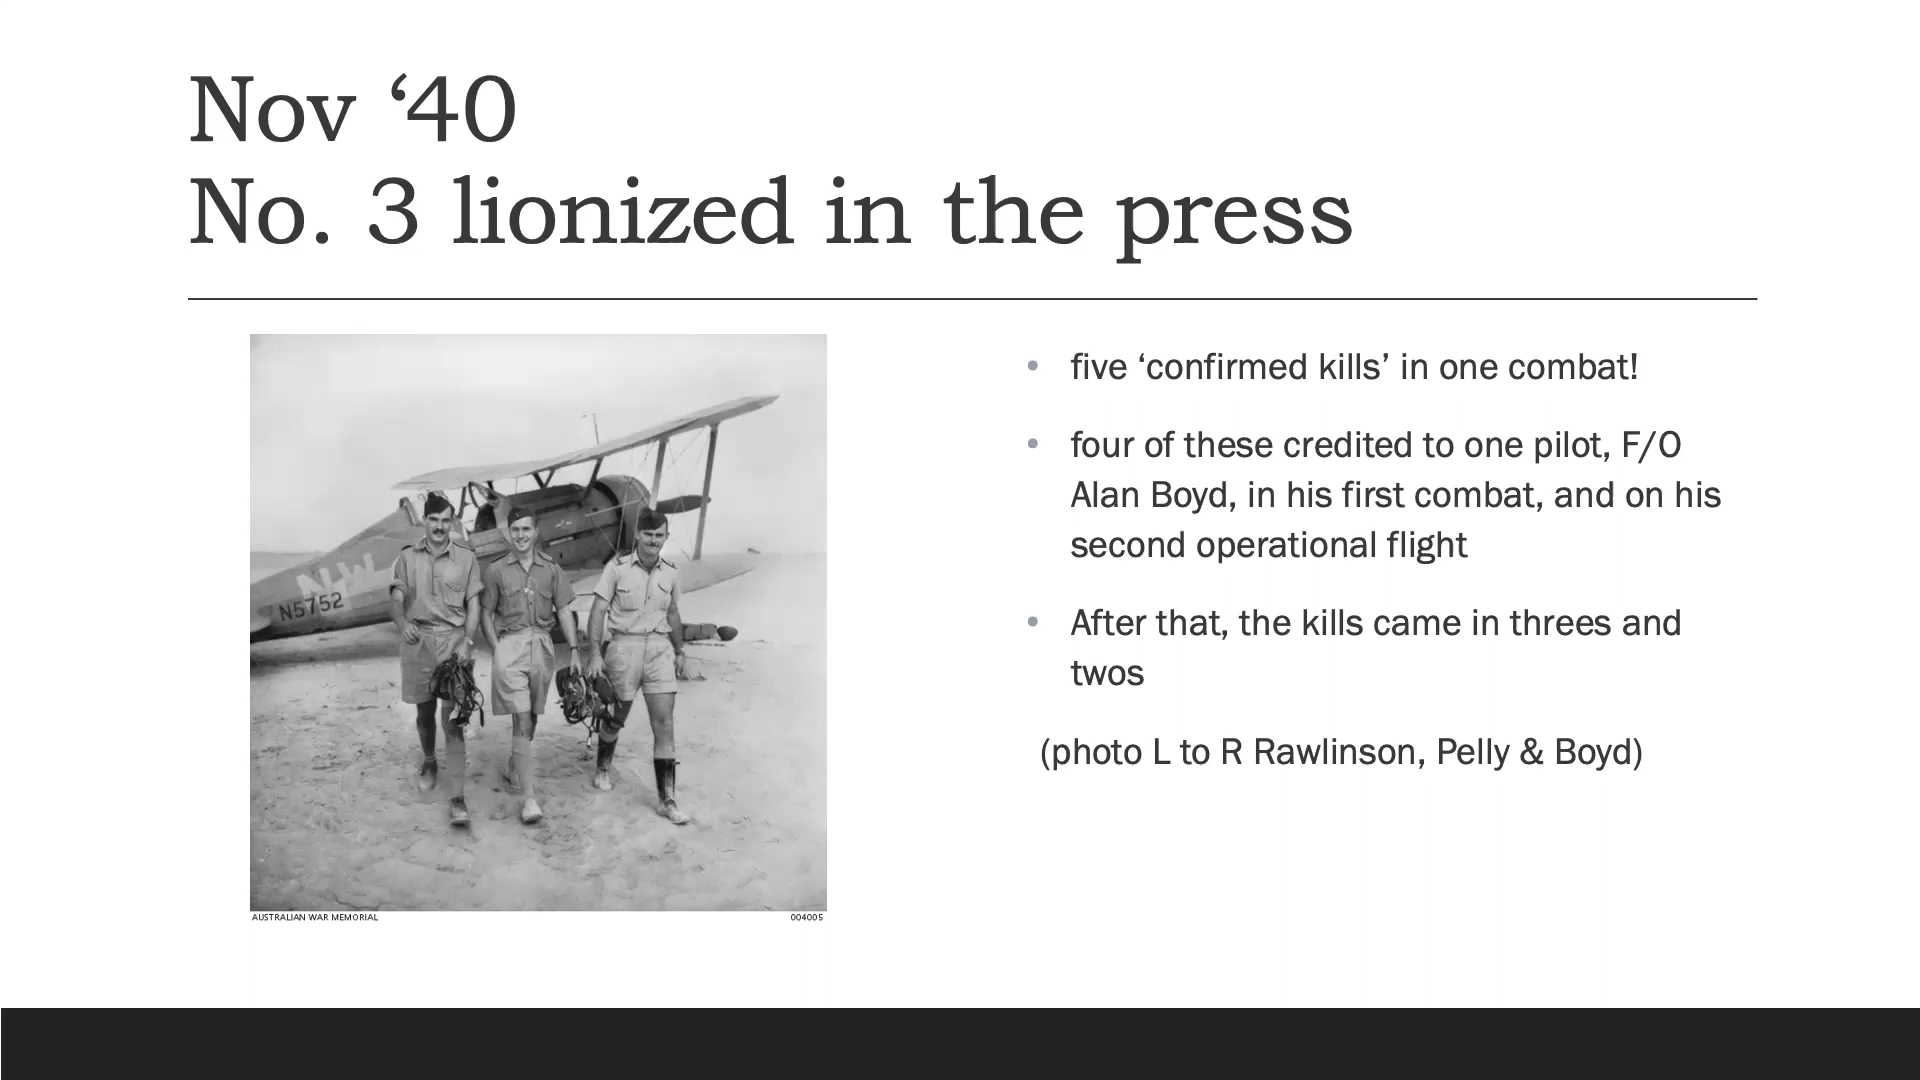 Nov ‘40
No. 3 lionized in the press
• five ‘confirmed kills’ in one combat!
• four of these credited to one pilot, F/O
Alan Boyd, in his first combat, and on his
second operational flight
• After that, the kills came in threes and
twos
(photo L to R Rawlinson, Pelly & Boyd)
NW
N5752
AUSTRALIAN WAR MEMORIAL 004005